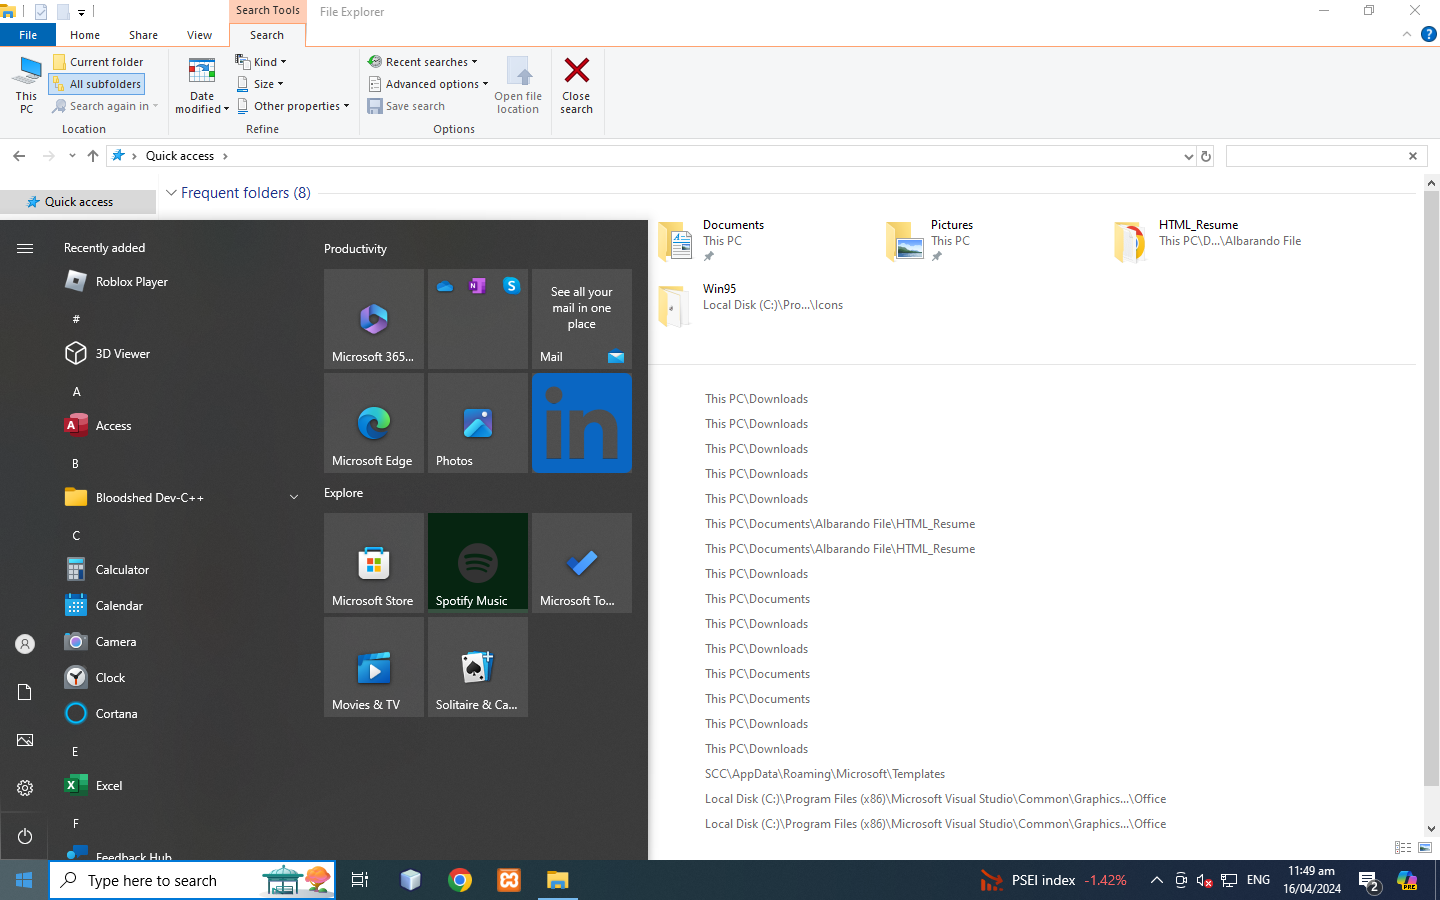 Search Tools
File Explorer
File
Home
Share
View
Search
This PC
Current folder
All subfolders
Search again in
Location
Date modified
Kind
Size
Other properties
Refine
Recent searches
Advanced options
Save search
Options
Open file location
Close search
Quick access
Quick access
Frequent folders (8)
Documents
This PC
Pictures
This PC
HTML_Resume
This PC\D...\Albarando File
Win95
Local Disk (C:)\Pro...\Icons
This PC\Downloads
This PC\Downloads
This PC\Downloads
This PC\Downloads
This PC\Downloads
This PC\Documents\Albarando File\HTML_Resume
This PC\Documents\Albarando File\HTML_Resume
This PC\Downloads
This PC\Documents
This PC\Downloads
This PC\Downloads
This PC\Documents
This PC\Documents
This PC\Downloads
This PC\Downloads
SCC\AppData\Roaming\Microsoft\Templates
Local Disk (C:)\Program Files (x86)\Microsoft Visual Studio\Common\Graphics...\Office
Local Disk (C:)\Program Files (x86)\Microsoft Visual Studio\Common\Graphics...\Office
Recently added
Roblox Player
#
3D Viewer
A
Access
B
Bloodshed Dev-C++
C
Calculator
Calendar
Camera
Clock
Cortana
E
Excel
F
Feedback Hub
Productivity
Microsoft 365...
See all your
mail in one
place
Mail
Microsoft Edge
Photos
in
Explore
Microsoft Store
Spotify Music
Microsoft To...
Movies & TV
Solitaire & Ca...
Type here to search
PSEI index -1.42%
ENG
11:49 am
16/04/2024
2
PRE